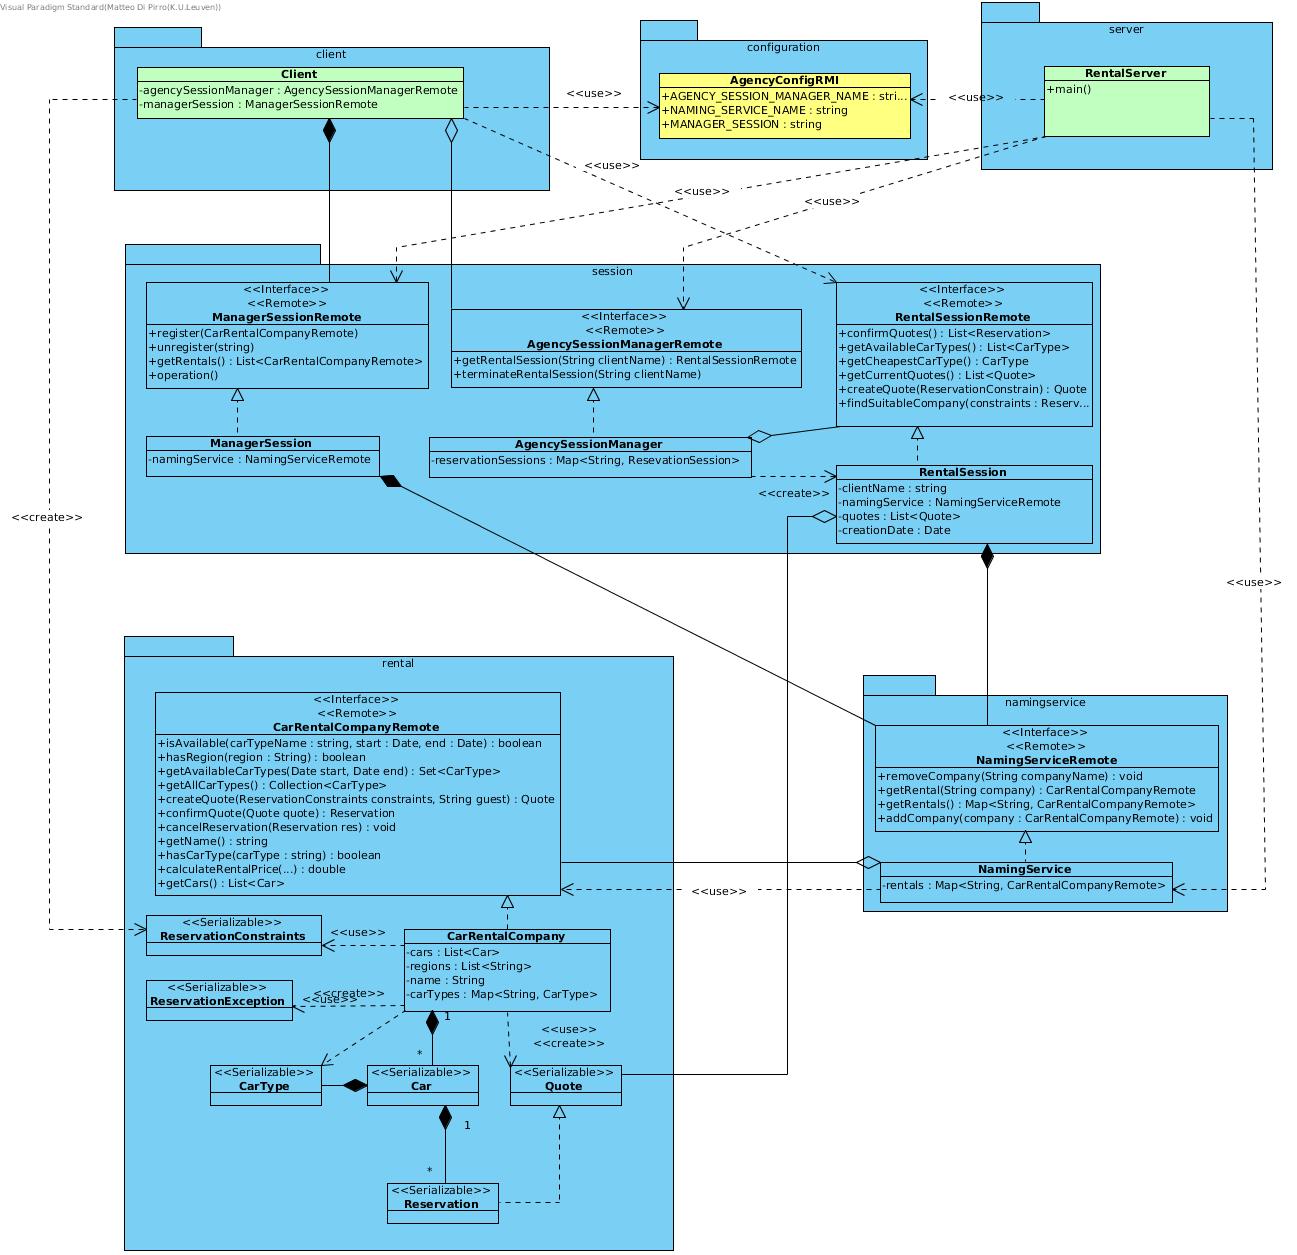 Visual Paradigm Standard(Matteo Di Pirro(K.U.Leuven))
client
Client
-agencySessionManager : AgencySessionManagerRemote
-managerSession : ManagerSessionRemote
<<use>>
configuration
AgencyConfigRMI
+AGENCY_SESSION_MANAGER_NAME : stri...
+NAMING_SERVICE_NAME : string
+MANAGER_SESSION : string
<<use>>
server
RentalServer
+main()
<<use>>
<<use>>
<<use>>
session
<<Interface>>
<<Remote>>
ManagerSessionRemote
+register(CarRentalCompanyRemote)
+unregister(string)
+getRentals() : List<CarRentalCompanyRemote>
+operation()
<<Interface>>
<<Remote>>
AgencySessionManagerRemote
+getRentalSession(String clientName) : RentalSessionRemote
+terminateRentalSession(String clientName)
<<Interface>>
<<Remote>>
RentalSessionRemote
+confirmQuotes() : List<Reservation>
+getAvailableCarTypes() : List<CarType>
+getCheapestCarType() : CarType
+getCurrentQuotes() : List<Quote>
+createQuote(ReservationConstrain) : Quote
+findSuitableCompany(constraints : Reserv...
ManagerSession
-namingService : NamingServiceRemote
AgencySessionManager
-reservationSessions : Map<String, ResevationSession>
<<create>>
RentalSession
-clientName : string
-namingService : NamingServiceRemote
-quotes : List<Quote>
-creationDate : Date
<<create>>
<<use>>
rental
<<Interface>>
<<Remote>>
CarRentalCompanyRemote
+isAvailable(carTypeName : string, start : Date, end : Date) : boolean
+hasRegion(region : String) : boolean
+getAvailableCarTypes(Date start, Date end) : Set<CarType>
+getAllCarTypes() : Collection<CarType>
+createQuote(ReservationConstraints constraints, String guest) : Quote
+confirmQuote(Quote quote) : Reservation
+cancelReservation(Reservation res) : void
+getName() : string
+hasCarType(carType : string) : boolean
+calculateRentalPrice(...) : double
+getCars() : List<Car>
namingservice
<<Interface>>
<<Remote>>
NamingServiceRemote
+removeCompany(String companyName) : void
+getRental(String company) : CarRentalCompanyRemote
+getRentals() : Map<String, CarRentalCompanyRemote>
+addCompany(company : CarRentalCompanyRemote) : void
NamingService
-rentals : Map<String, CarRentalCompanyRemote>
<<use>>
<<Serializable>>
ReservationConstraints
<<use>>
CarRentalCompany
-cars : List<Car>
-regions : List<String>
-name : String
-carTypes : Map<String, CarType>
<<Serializable>>
ReservationException
<<create>>
<<use>>
1
*
<<use>>
<<create>>
<<Serializable>>
CarType
<<Serializable>>
Car
<<Serializable>>
Quote
1
*
<<Serializable>>
Reservation